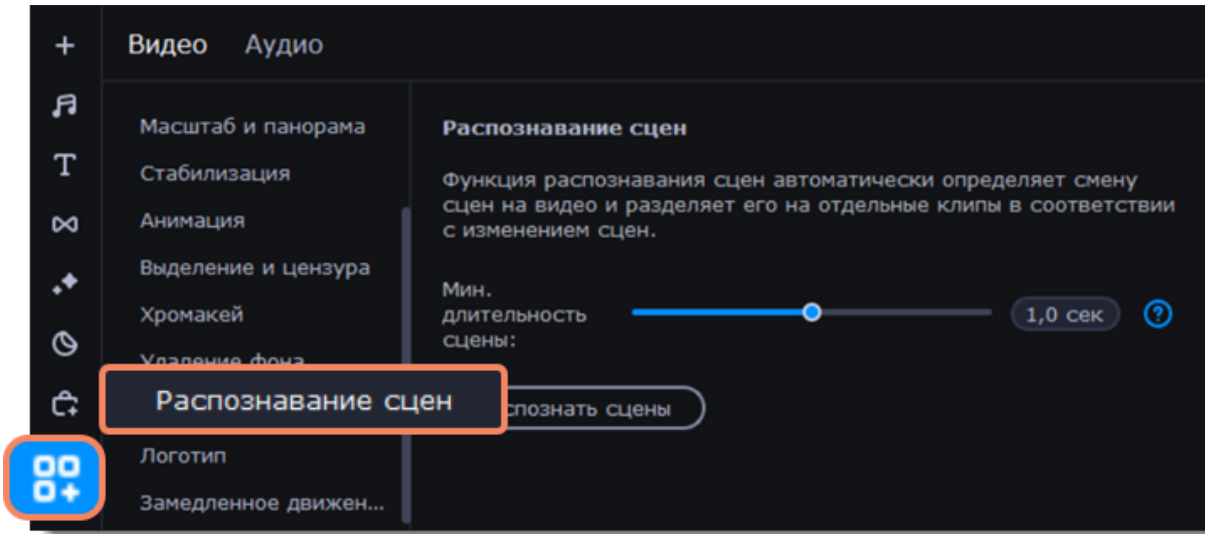 Видео Аудио
Масштаб и панорама
Стабилизация
Анимация
Выделение и цензура
Хромакей
Удаление фона
Распознавание сцен
Логотип
Замедленное движен...
Распознавание сцен
Функция распознавания сцен автоматически определяет смену
сцен на видео и разделяет его на отдельные клипы в соответствии
с изменением сцен.
Мин.
длительность
сцены:
1,0 сек
?
спознать сцены